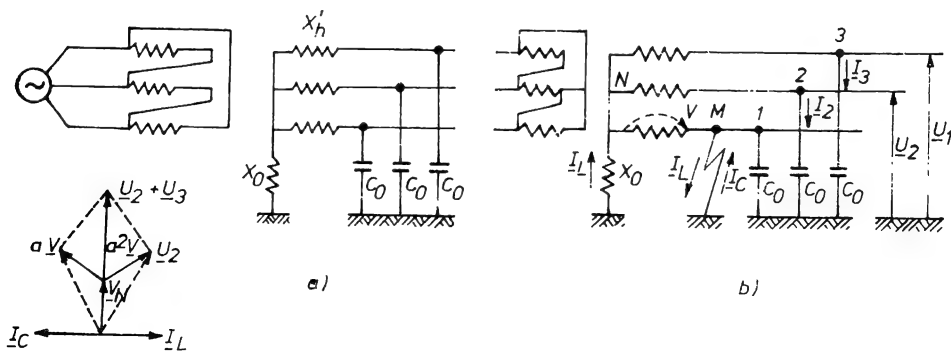 X'h
X0
C0 C0 C0
a)
U2 + U3
aV a²V U2
VN
IC IL
3
N 2 I3
V M 1 I2
IL X0 IL IC C0 C0 C0 U2 U1
b)